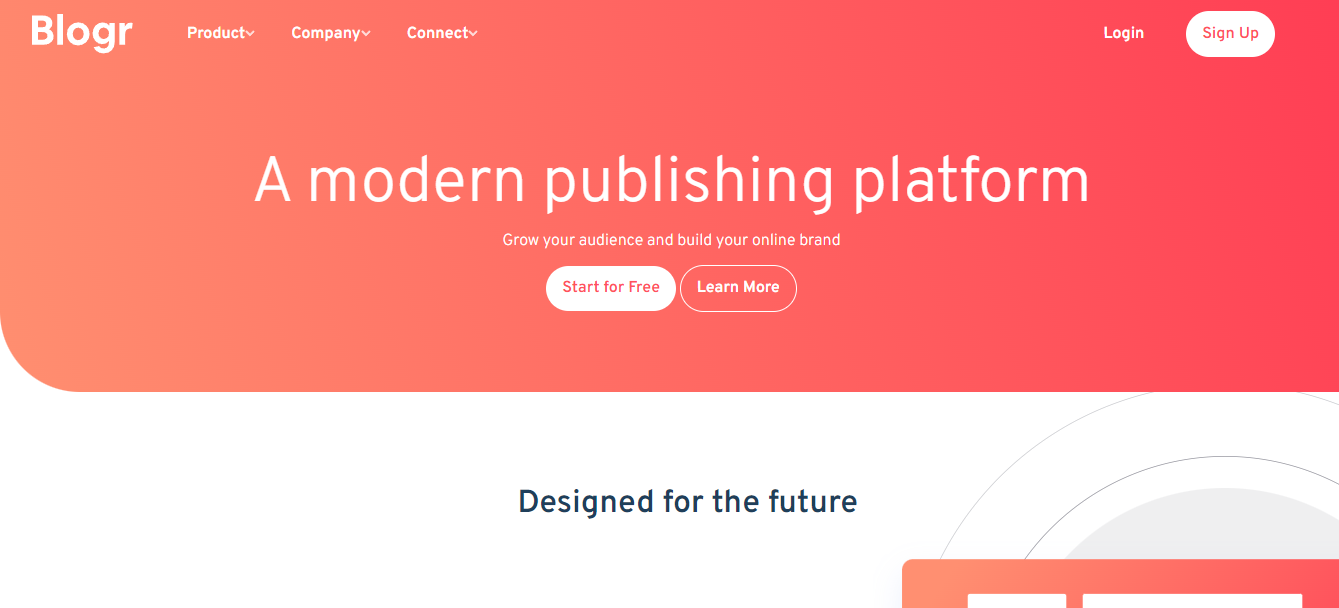 Blogr Product Company Connect Login Sign Up
A modern publishing platform
Grow your audience and build your online brand
Start for Free Learn More
Designed for the future